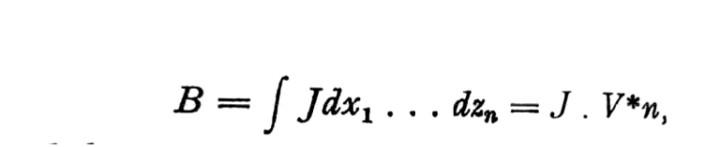 B = ∫ Jdx₁ . . . dzₙ = J . V*n,